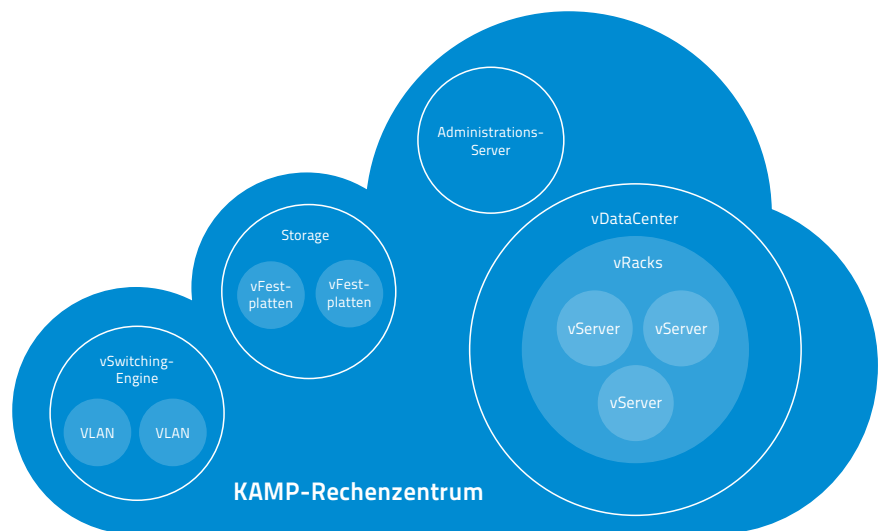 Administrations-
Server
vDataCenter
vRacks
vServer
vServer
vServer
Storage
vFest-
platten
vFest-
platten
vSwitching-
Engine
VLAN
VLAN
KAMP-Rechenzentrum